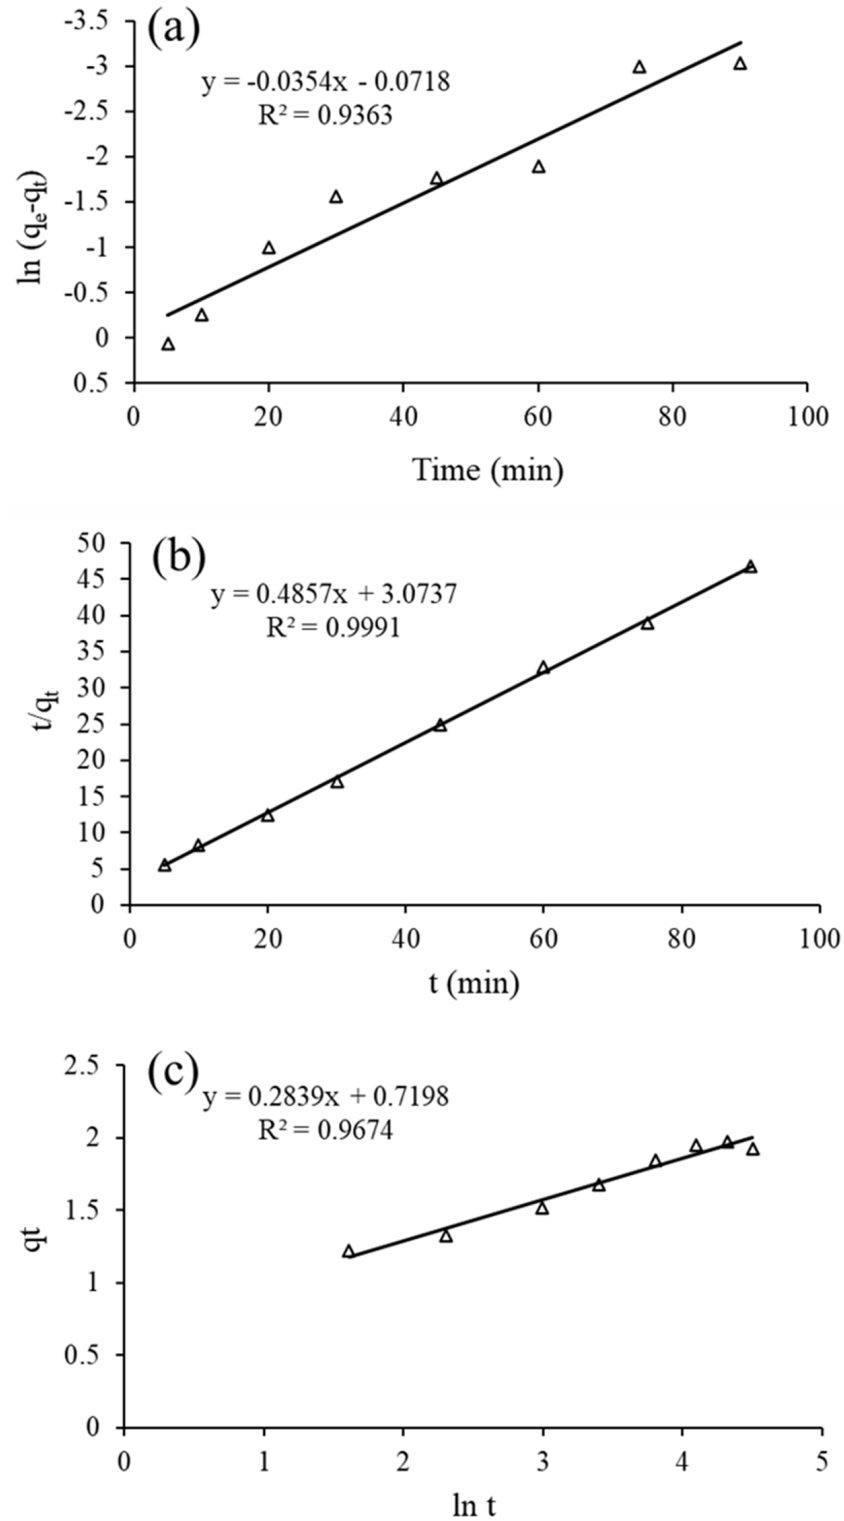 (a)
y = -0.0354x - 0.0718
R² = 0.9363
-3.5
-3
-2.5
-2
-1.5
-1
-0.5
0
0.5
ln (qe-qt)
0 20 40 60 80 100
Time (min)
(b)
y = 0.4857x + 3.0737
R² = 0.9991
50
45
40
35
30
25
20
15
10
5
0
t/qt
0 20 40 60 80 100
t (min)
(c)
y = 0.2839x + 0.7198
R² = 0.9674
2.5
2
1.5
1
0.5
0
qt
0 1 2 3 4 5
ln t